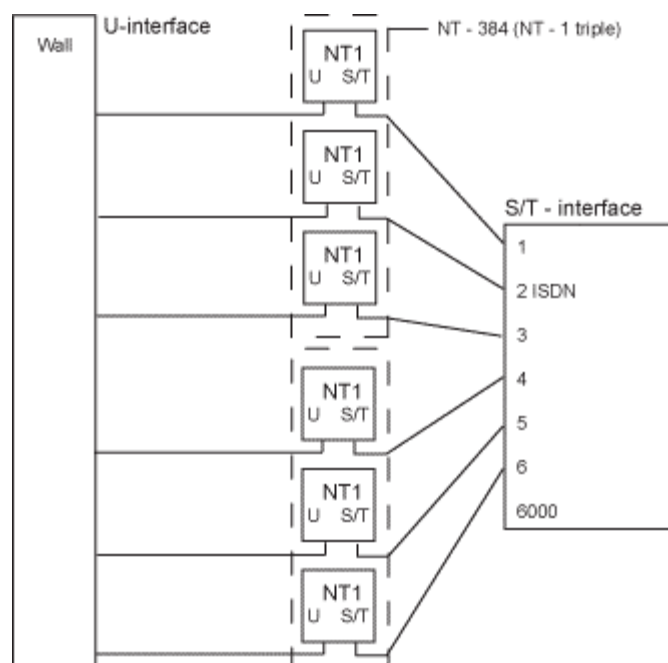 Wall
U-interface
NT - 384 (NT - 1 triple)
NT1
U S/T
NT1
U S/T
NT1
U S/T
NT1
U S/T
NT1
U S/T
NT1
U S/T
S/T - interface
1
2 ISDN
3
4
5
6
6000